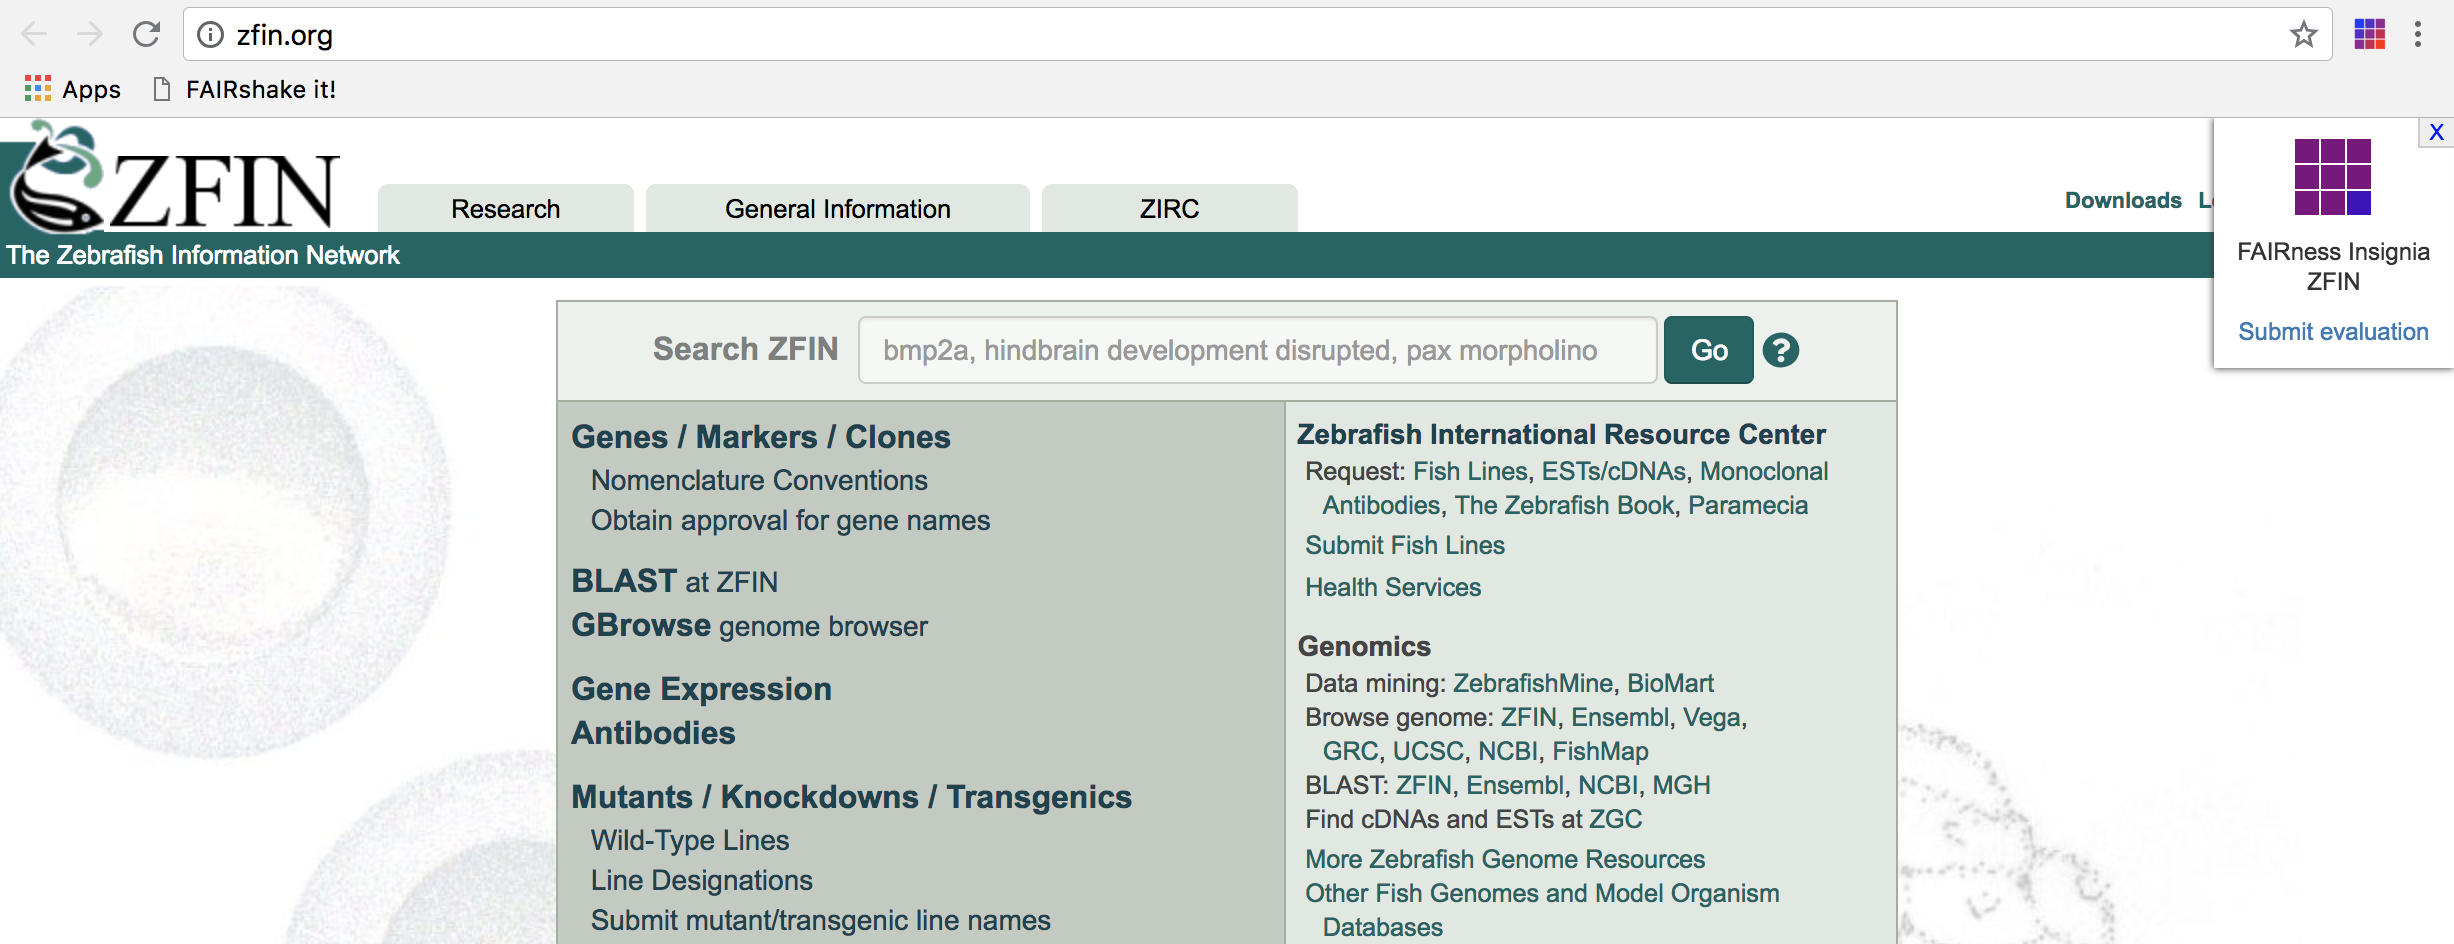 zfin.org
Apps FAIRshake it!
ZFIN
Research General Information ZIRC
Downloads
The Zebrafish Information Network
X
FAIRness Insignia
ZFIN
Submit evaluation
Search ZFIN bmp2a, hindbrain development disrupted, pax morpholino Go ?
Genes / Markers / Clones
Nomenclature Conventions
Obtain approval for gene names
BLAST at ZFIN
GBrowse genome browser
Gene Expression
Antibodies
Mutants / Knockdowns / Transgenics
Wild-Type Lines
Line Designations
Submit mutant/transgenic line names
Zebrafish International Resource Center
Request: Fish Lines, ESTs/cDNAs, Monoclonal
Antibodies, The Zebrafish Book, Paramecia
Submit Fish Lines
Health Services
Genomics
Data mining: ZebrafishMine, BioMart
Browse genome: ZFIN, Ensembl, Vega,
GRC, UCSC, NCBI, FishMap
BLAST: ZFIN, Ensembl, NCBI, MGH
Find cDNAs and ESTs at ZGC
More Zebrafish Genome Resources
Other Fish Genomes and Model Organism
Databases